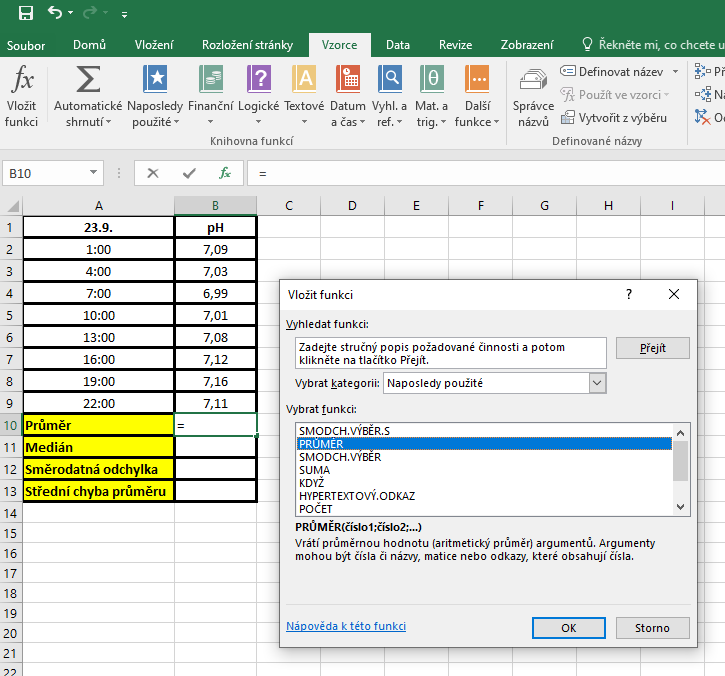 Soubor Domů Vložení Rozložení stránky Vzorce Data Revize Zobrazení Řekněte mi, co chcete u
fx Σ ★ ? A θ
Vložit funkci
Automatické shrnutí
Naposledy použité
Finanční
Logické
Textové
Datum a čas
Vyhl. a ref.
Mat. a trig.
Další funkce
Knihovna funkcí
Správce názvů
Definovat název
Použít ve vzorci
Vytvořit z výběru
Definované názvy
B10 fx =
A B C D E F G H I
1 23.9. pH
2 1:00 7,09
3 4:00 7,03
4 7:00 6,99
5 10:00 7,01
6 13:00 7,08
7 16:00 7,12
8 19:00 7,16
9 22:00 7,11
10 Průměr =
11 Medián
12 Směrodatná odchylka
13 Střední chyba průměru
14
15
16
17
18
19
20
21
22
Vložit funkci ?
Vyhledat funkci:
Zadejte stručný popis požadované činnosti a potom
klikněte na tlačítko Přejít.
Přejít
Vybrat kategorii: Naposledy použité
Vybrat funkci:
SMODCH.VÝBĚR.S
PRŮMĚR
SMODCH.VÝBĚR
SUMA
KDYŽ
HYPERTEXTOVÝ.ODKAZ
POČET
PRŮMĚR(číslo1;číslo2;...)
Vrátí průměrnou hodnotu (aritmetický průměr) argumentů. Argumenty
mohou být čísla či názvy, matice nebo odkazy, které obsahují čísla.
Nápověda k této funkci
OK
Storno